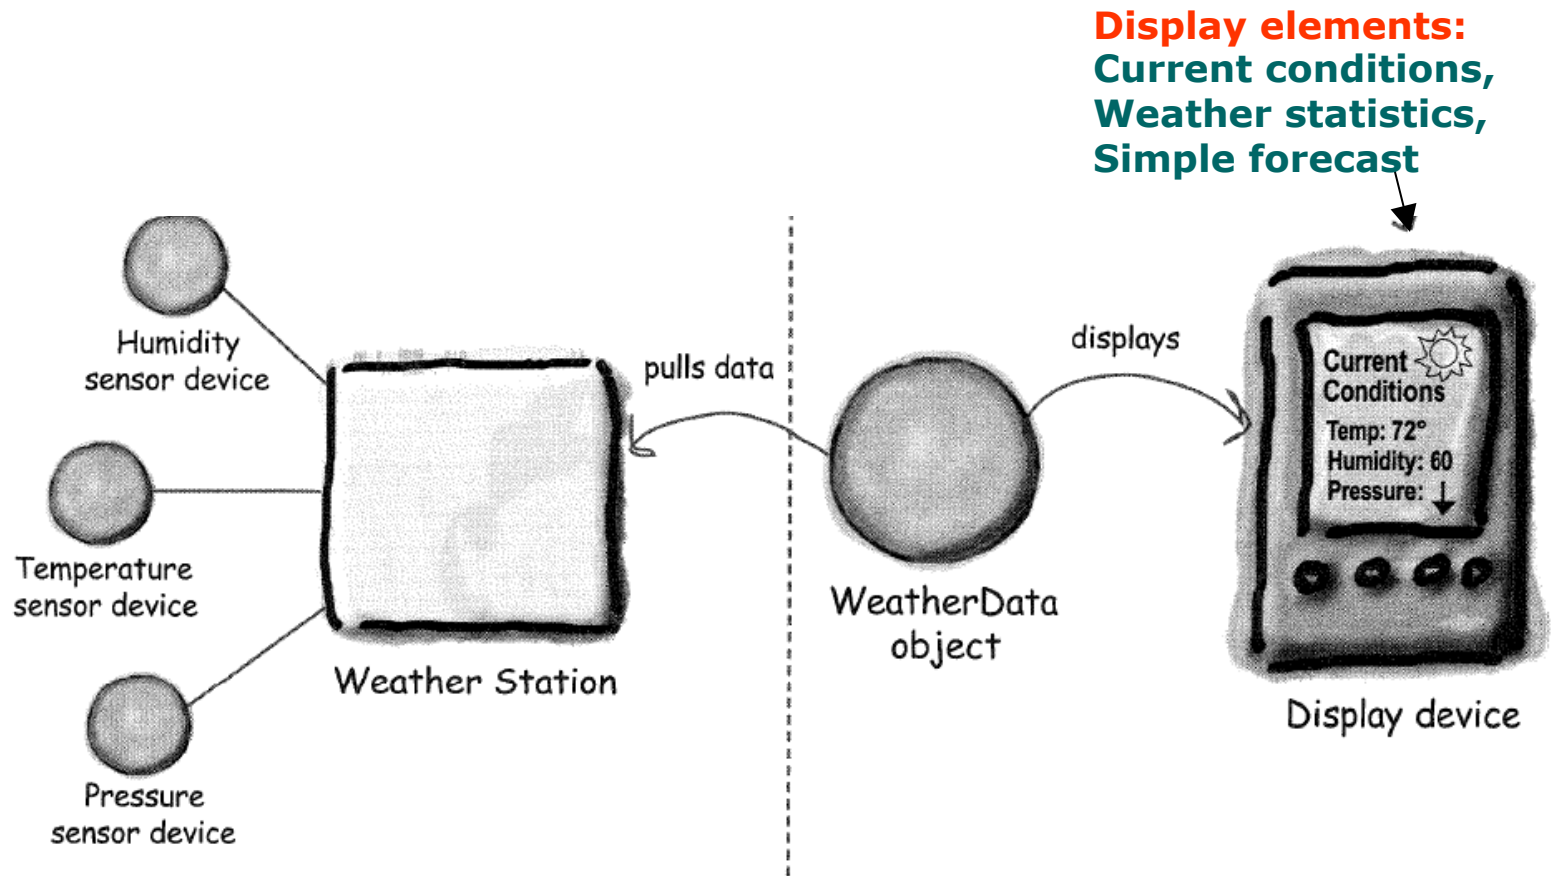 Display elements:
Current conditions,
Weather statistics,
Simple forecast
Humidity
sensor device
Temperature
sensor device
Pressure
sensor device
Weather Station
pulls data
WeatherData
object
displays
Current
Conditions
Temp: 72°
Humidity: 60
Pressure:
Display device